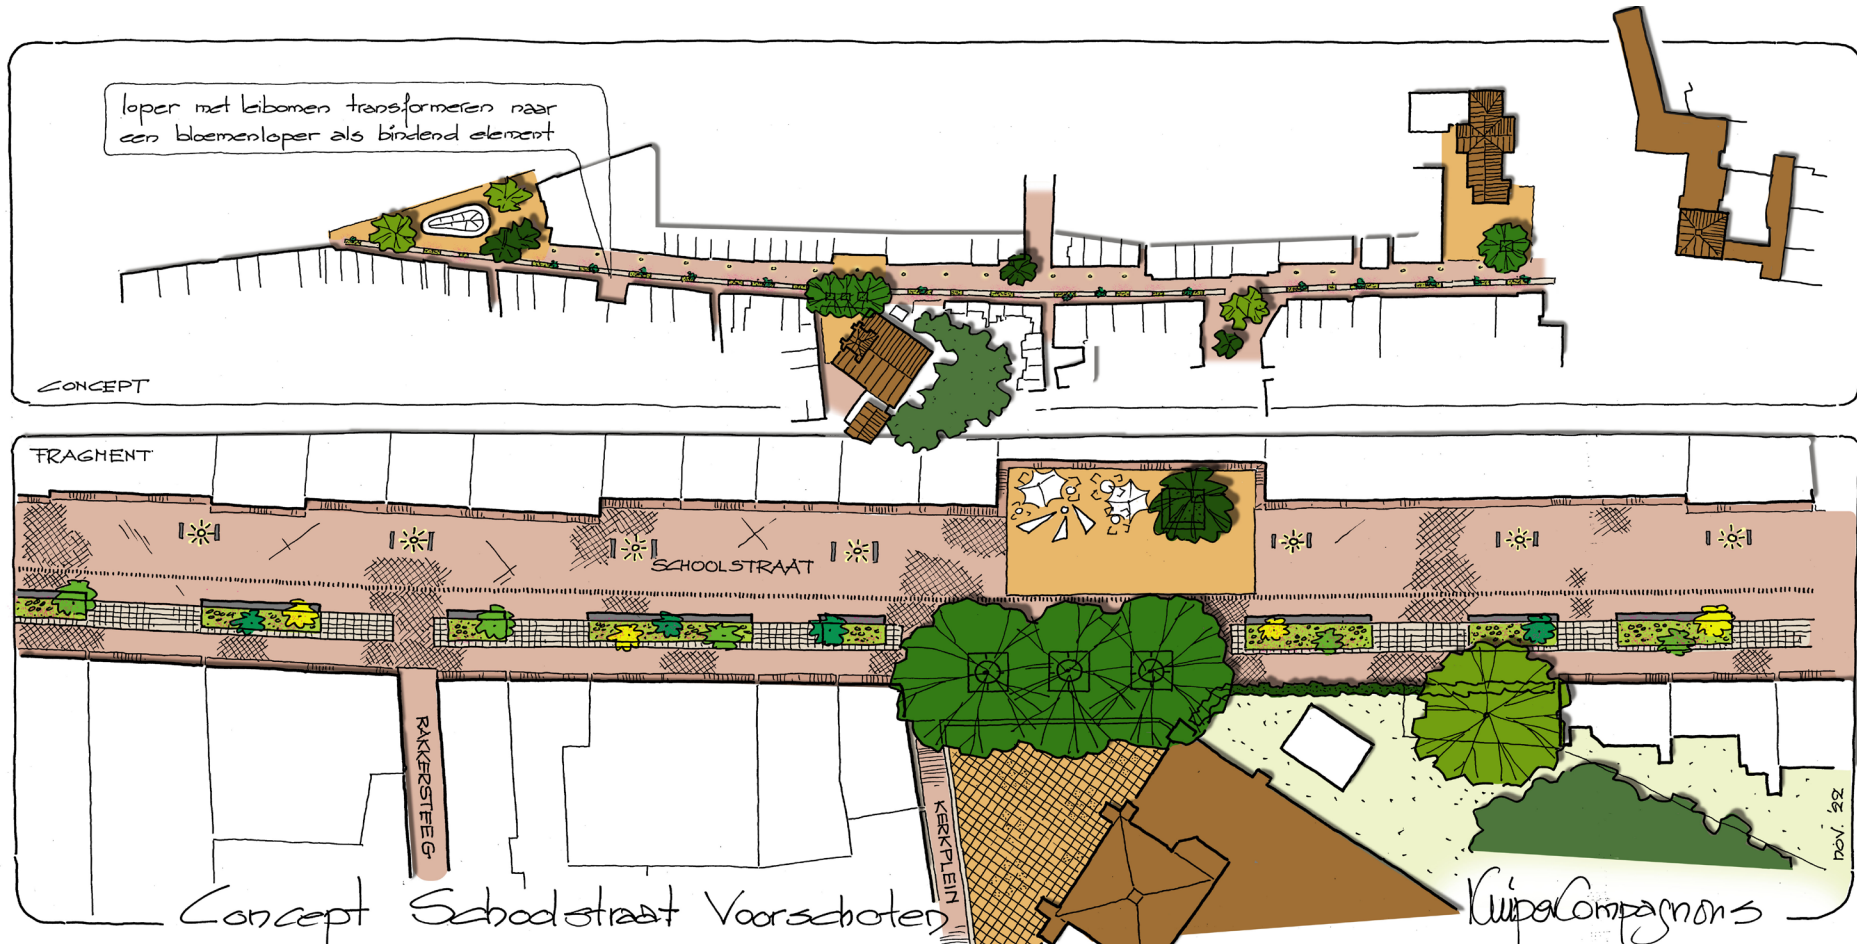 loper met leibomen transformeren naar
een bloemenloper als bindend element
CONCEPT
FRAGMENT
SCHOOLSTRAAT
RAKKERSTEEG
KERKPLEIN
NOV. '22
Concept Schoolstraat Voorschoten
KuiperCompagnons